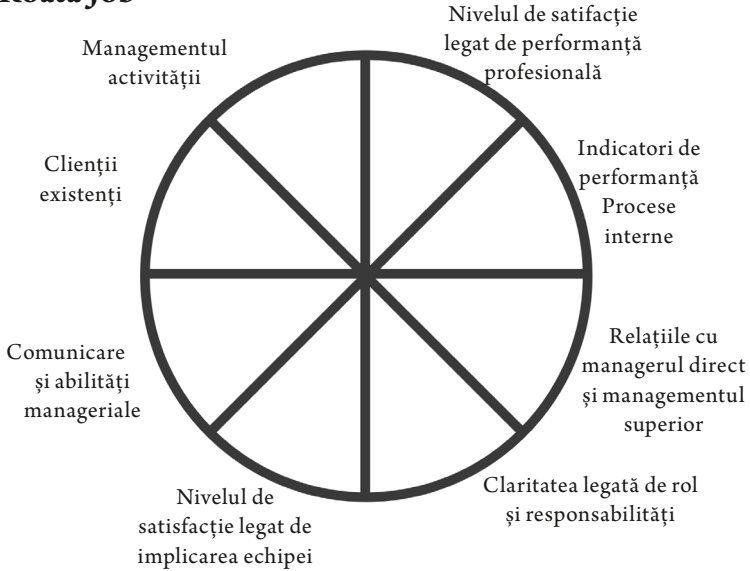 Nivelul de satifacție
legat de performanță
profesională
Indicatori de
performanță
Procese
interne
Relațiile cu
managerul direct
și managementul
superior
Claritatea legată de rol
și responsabilități
Nivelul de
satisfacție legat de
implicarea echipei
Comunicare
și abilități
manageriale
Clienții
existenți
Managementul
activității